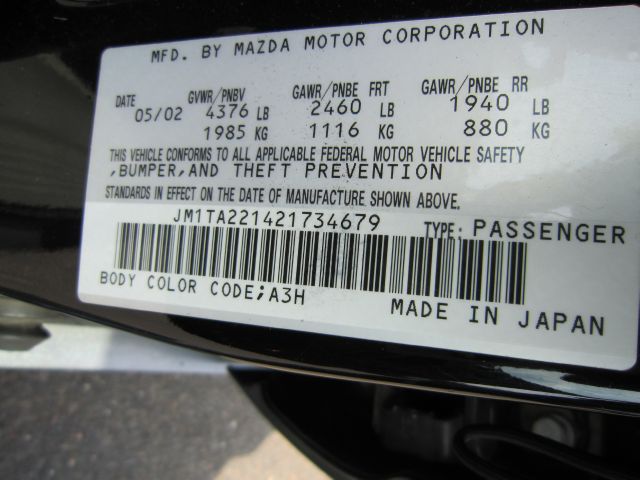 MFD. BY MAZDA MOTOR CORPORATION
DATE GVWR/PNBV GAWR/PNBE FRT GAWR/PNBE RR
05/02 4376 LB 2460 LB 1940 LB
1985 KG 1116 KG 880 KG
THIS VEHICLE CONFORMS TO ALL APPLICABLE FEDERAL MOTOR VEHICLE SAFETY
,BUMPER,AND THEFT PREVENTION
STANDARDS IN EFFECT ON THE DATE OF MANUFACTURE SHOWN ABOVE.
JM1TA221421734679 TYPE: PASSENGER
BODY COLOR CODE;A3H MADE IN JAPAN